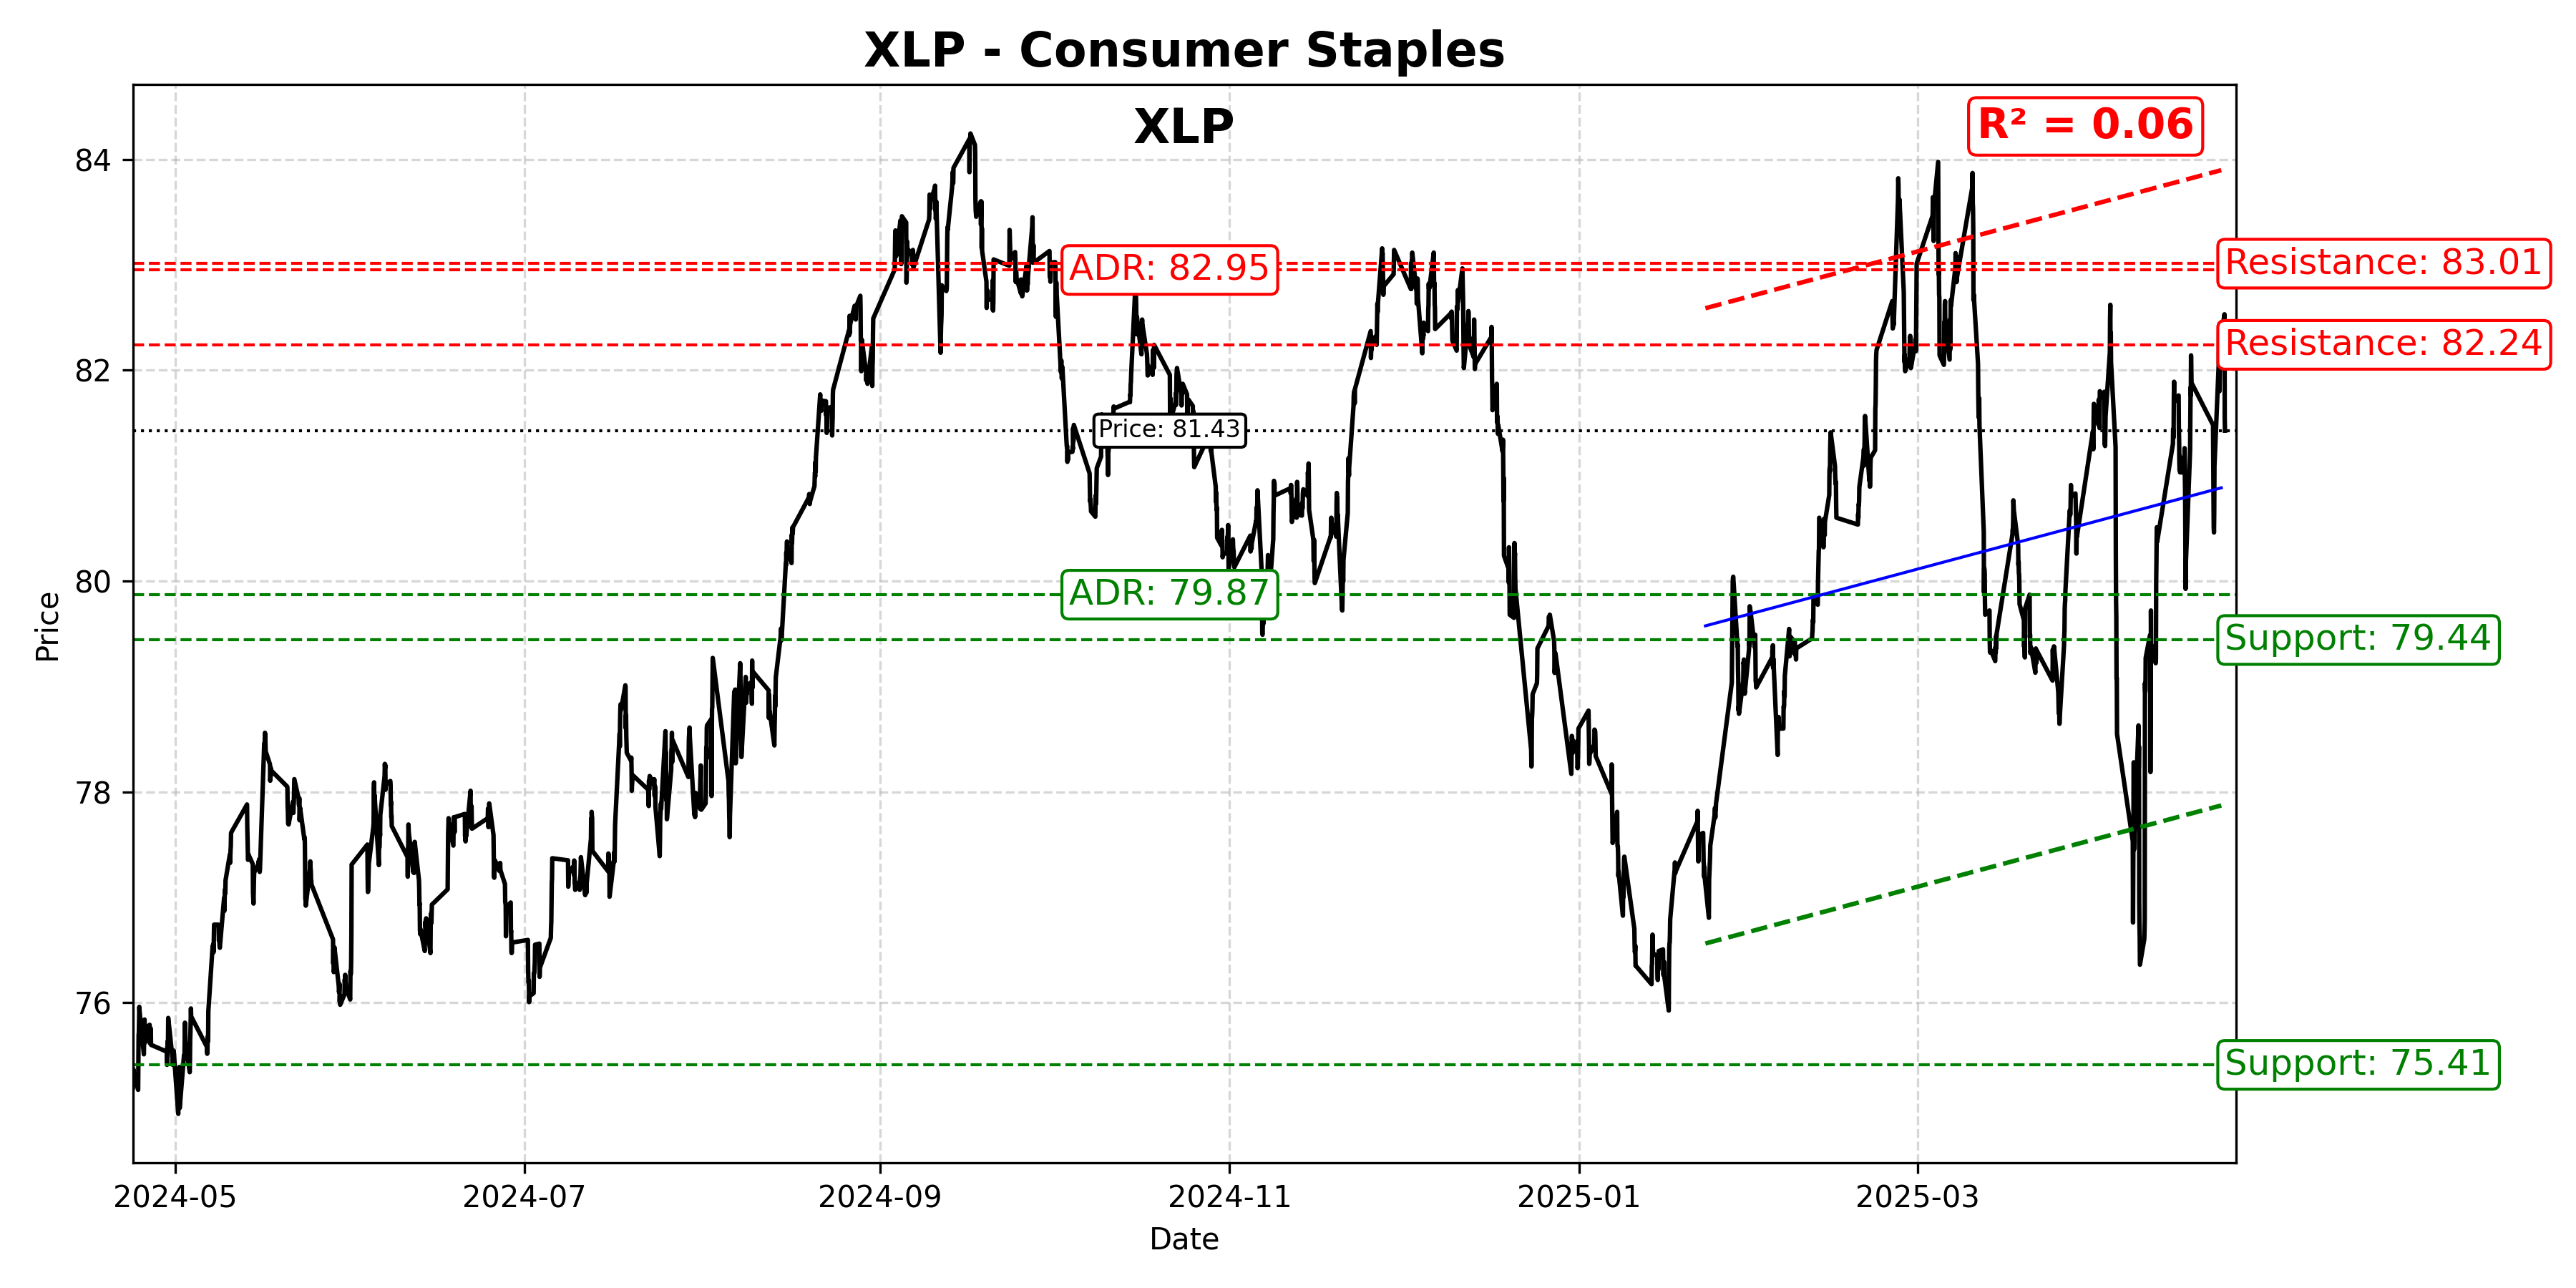 XLP - Consumer Staples
XLP
R² = 0.06
84
82
80
78
76
Price
ADR: 82.95
Resistance: 83.01
Resistance: 82.24
Price: 81.43
ADR: 79.87
Support: 79.44
Support: 75.41
2024-05
2024-07
2024-09
2024-11
2025-01
2025-03
Date